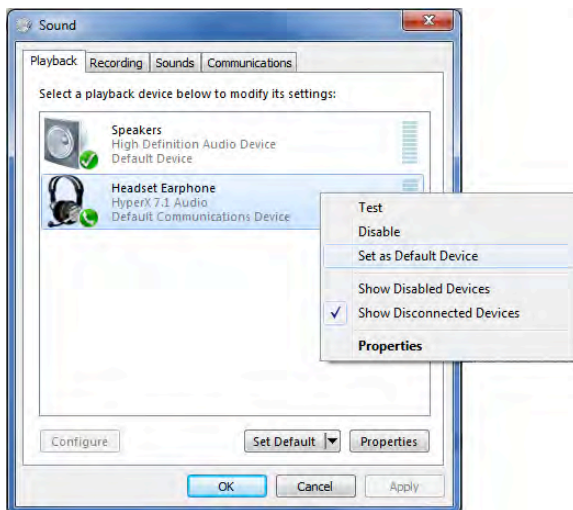 Sound
Playback Recording Sounds Communications
Select a playback device below to modify its settings:
Speakers
High Definition Audio Device
Default Device
Headset Earphone
HyperX 7.1 Audio
Default Communications Device
Test
Disable
Set as Default Device
Show Disabled Devices
Show Disconnected Devices
Properties
Configure Set Default Properties
OK Cancel Apply